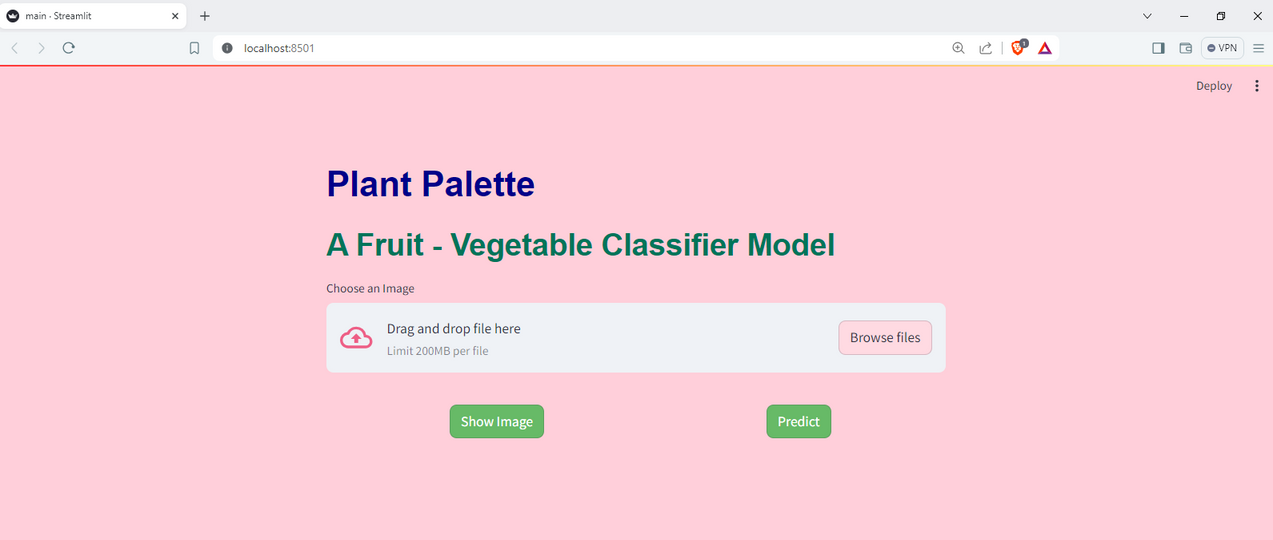 main · Streamlit
localhost:8501
1
VPN
Deploy
Plant Palette
A Fruit - Vegetable Classifier Model
Choose an Image
Drag and drop file here
Limit 200MB per file
Browse files
Show Image
Predict